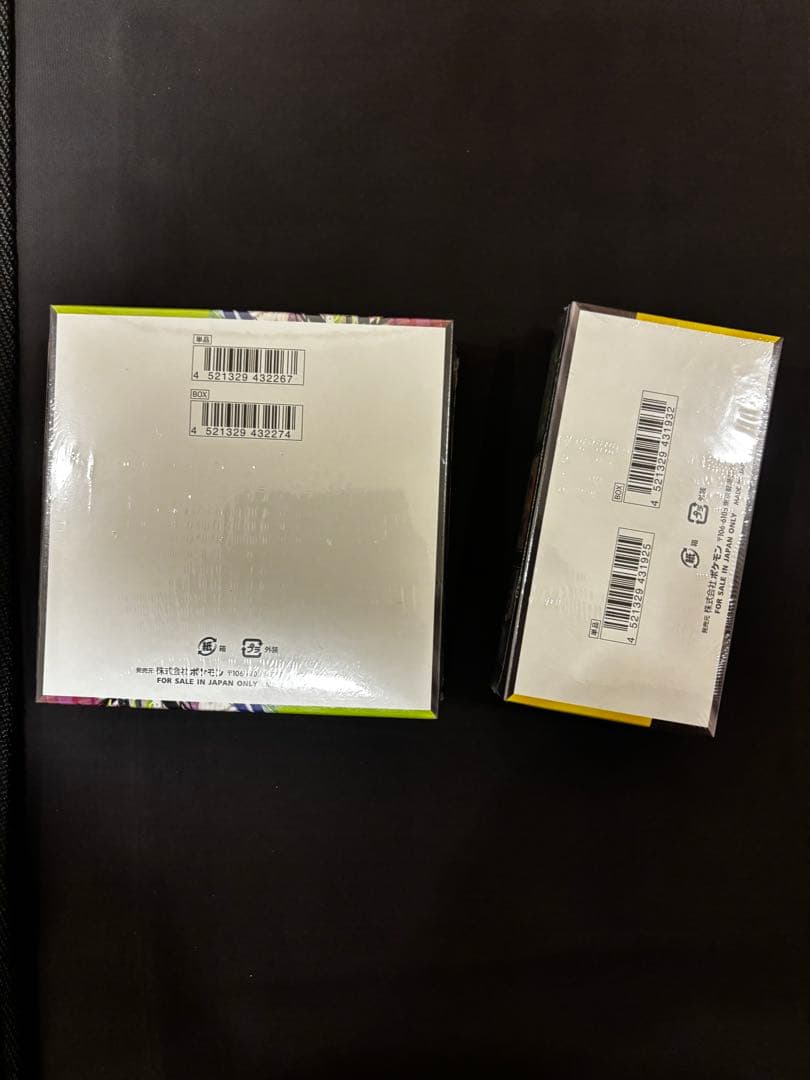 単品
4 521329 432267
BOX
4 521329 432274
紙 箱 プラ 外装
発売元 株式会社ポケモン
FOR SALE IN JAPAN ONLY
BOX
4 521329 431932
単品
4 521329 431925
紙 箱 プラ 外装
発売元 株式会社ポケモン 〒106-6103
FOR SALE IN JAPAN ONLY MADE